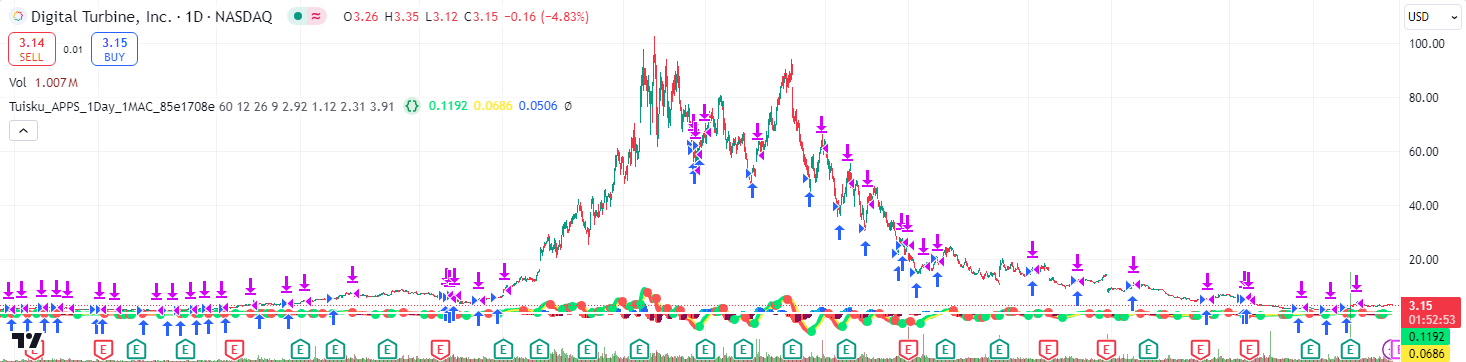 Digital Turbine, Inc. · 1D · NASDAQ ≈ O3.26 H3.35 L3.12 C3.15 −0.16 (−4.83%)
USD
3.14
SELL
0.01
3.15
BUY
Vol 1.007M
Tuisku_APPS_1Day_1MAC_85e1708e 60 12 26 9 2.92 1.12 2.31 3.91 {} 0.1192 0.0686 0.0506 Ø
100.00
80.00
60.00
40.00
20.00
3.15
01:52:53
0.1192
0.0686
E E E E E E E E E E E E E E E E E E E E E E E E E E